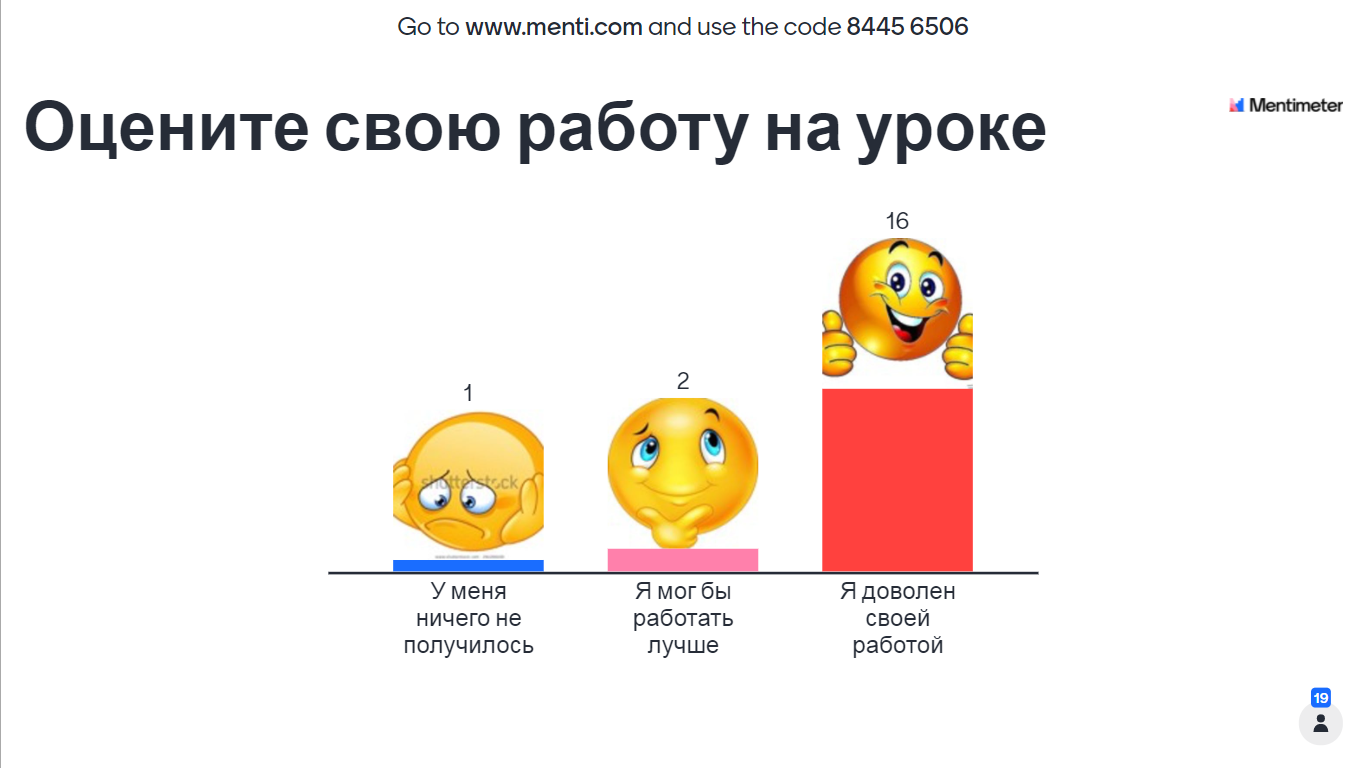 Go to www.menti.com and use the code 8445 6506
Оцените свою работу на уроке
Mentimeter
16
2
1
shutterstock
У меня
ничего не
получилось
Я мог бы
работать
лучше
Я доволен
своей
работой
19